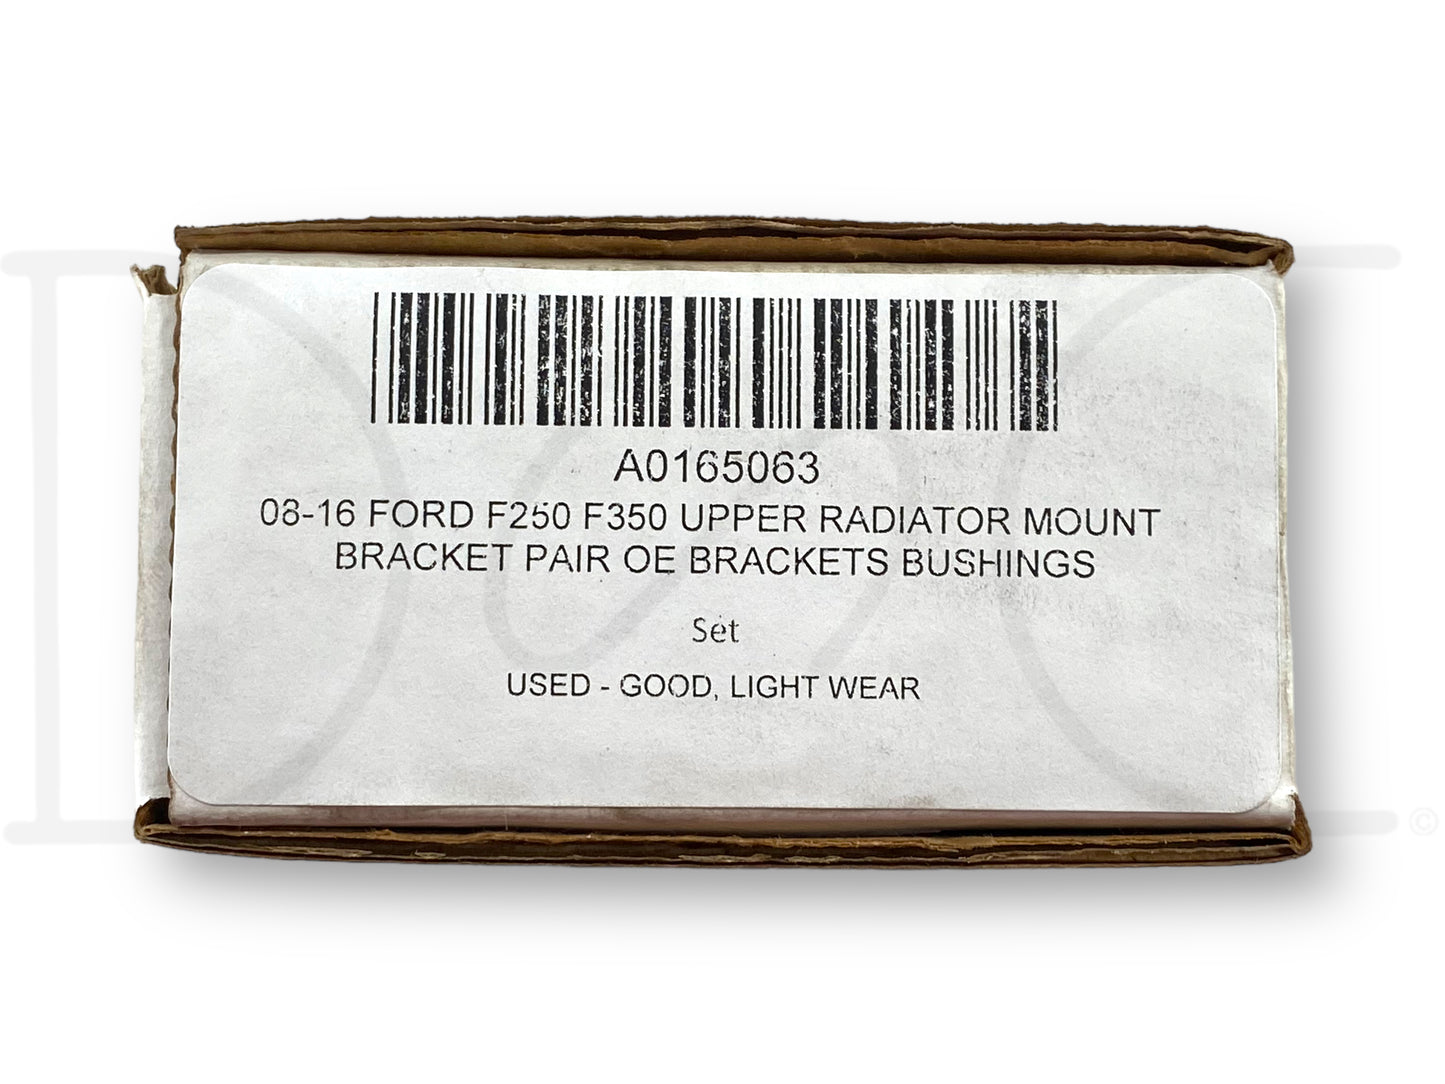 A0165063
08-16 FORD F250 F350 UPPER RADIATOR MOUNT
BRACKET PAIR OE BRACKETS BUSHINGS
Set
USED - GOOD, LIGHT WEAR
©